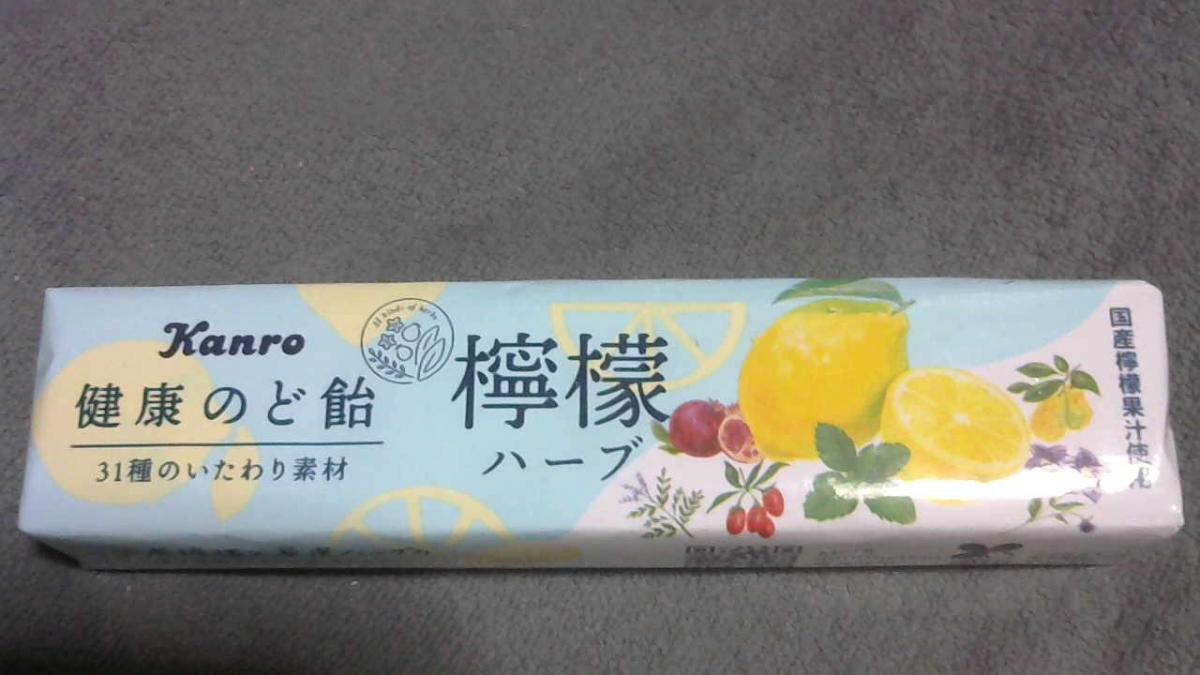 Kanro
健康のど飴
31種のいたわり素材
檸檬
ハーブ
国産檸檬果汁使用